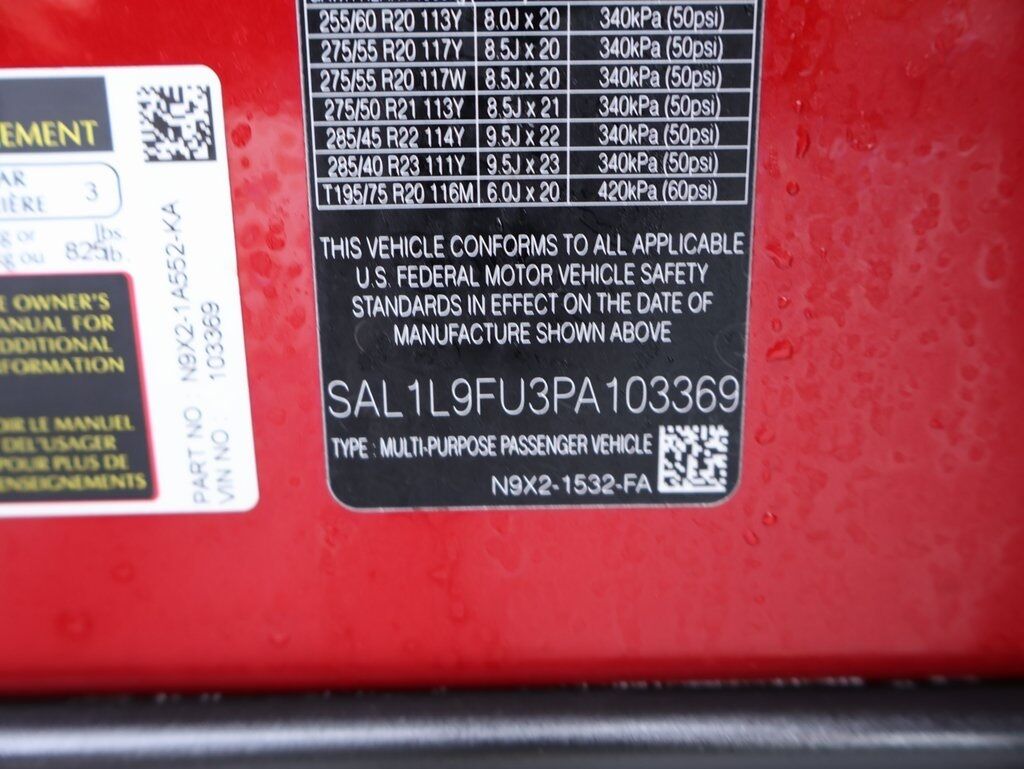 EMENT
AR
IÈRE 3
g or lbs.
ng ou 825lb.
E OWNER'S
ANUAL FOR
DDITIONAL
FORMATION
OIR LE MANUEL
DEL'USAGER
POUR PLUS DE
ENSEIGNEMENTS
PART NO : N9X2-1A5552-KA
VIN NO : 103369
255/60 R20 113Y 8.0J x 20 340kPa (50psi)
275/55 R20 117Y 8.5J x 20 340kPa (50psi)
275/55 R20 117W 8.5J x 20 340kPa (50psi)
275/50 R21 113Y 8.5J x 21 340kPa (50psi)
285/45 R22 114Y 9.5J x 22 340kPa (50psi)
285/40 R23 111Y 9.5J x 23 340kPa (50psi)
T195/75 R20 116M 6.0J x 20 420kPa (60psi)
THIS VEHICLE CONFORMS TO ALL APPLICABLE
U.S. FEDERAL MOTOR VEHICLE SAFETY
STANDARDS IN EFFECT ON THE DATE OF
MANUFACTURE SHOWN ABOVE
SAL1L9FU3PA103369
TYPE : MULTI-PURPOSE PASSENGER VEHICLE
N9X2-1532-FA